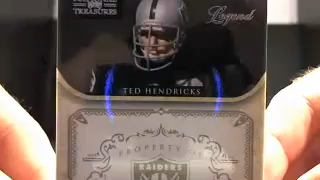 TREASURES
Legend
TED HENDRICKS
PROPERTY OF
RAIDERS